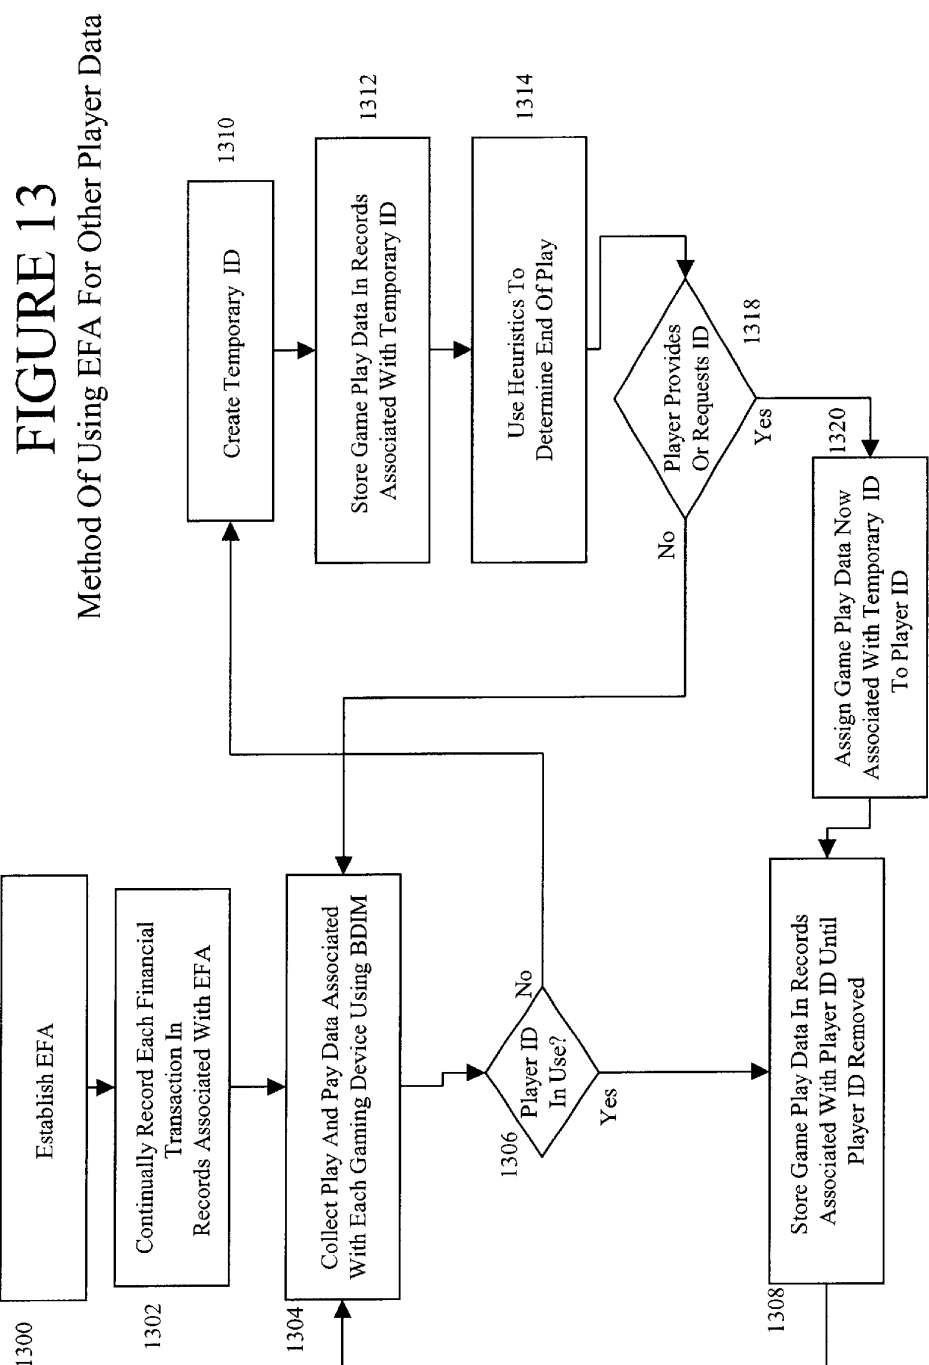 FIGURE 13
Method Of Using EFA For Other Player Data
1300
Establish EFA
1302
Continually Record Each Financial
Transaction In
Records Associated With EFA
1304
Collect Play And Pay Data Associated
With Each Gaming Device Using BDIM
1306
Player ID
In Use?
No
Yes
1308
Store Game Play Data In Records
Associated With Player ID Until
Player ID Removed
1310
Create Temporary ID
1312
Store Game Play Data In Records
Associated With Temporary ID
1314
Use Heuristics To
Determine End Of Play
1318
Player Provides
Or Requests ID
No
Yes
1320
Assign Game Play Data Now
Associated With Temporary ID
To Player ID